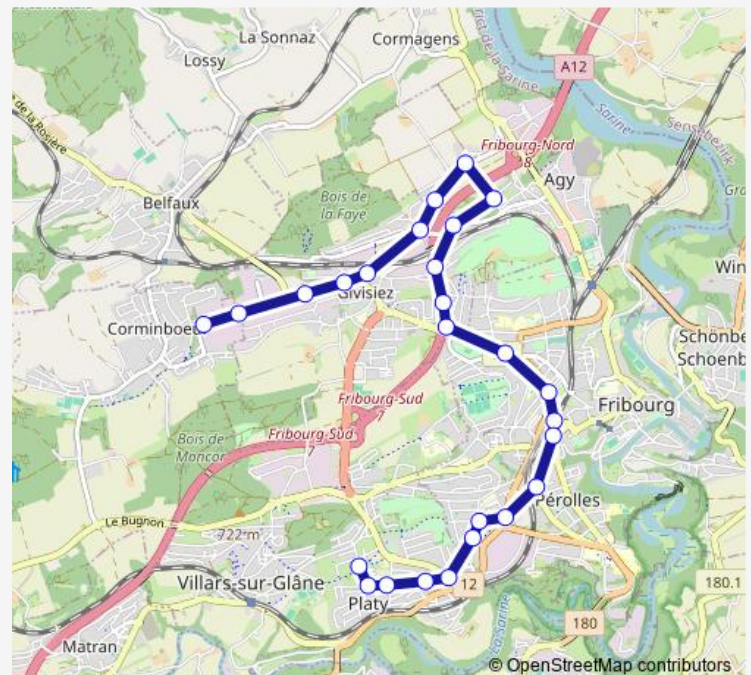 La Sonnaz
Cormagens
Lossy
A12
de la Rosière
Sarine
Sensebezirk
Fribourg-Nord
8
Agy
Bois de
la Faye
Belfaux
Givisiez
Corminboeuf
Schönbe
Schoenb
Fribourg-Sud
7
Fribourg
Fribourg-Sud
7
Bois de
Moncor
Pérolles
Le Bugnon
722 m
Villars-sur-Glâne
12
180.1
Platy
La Sarine
180
Matran
© OpenStreetMap contributors